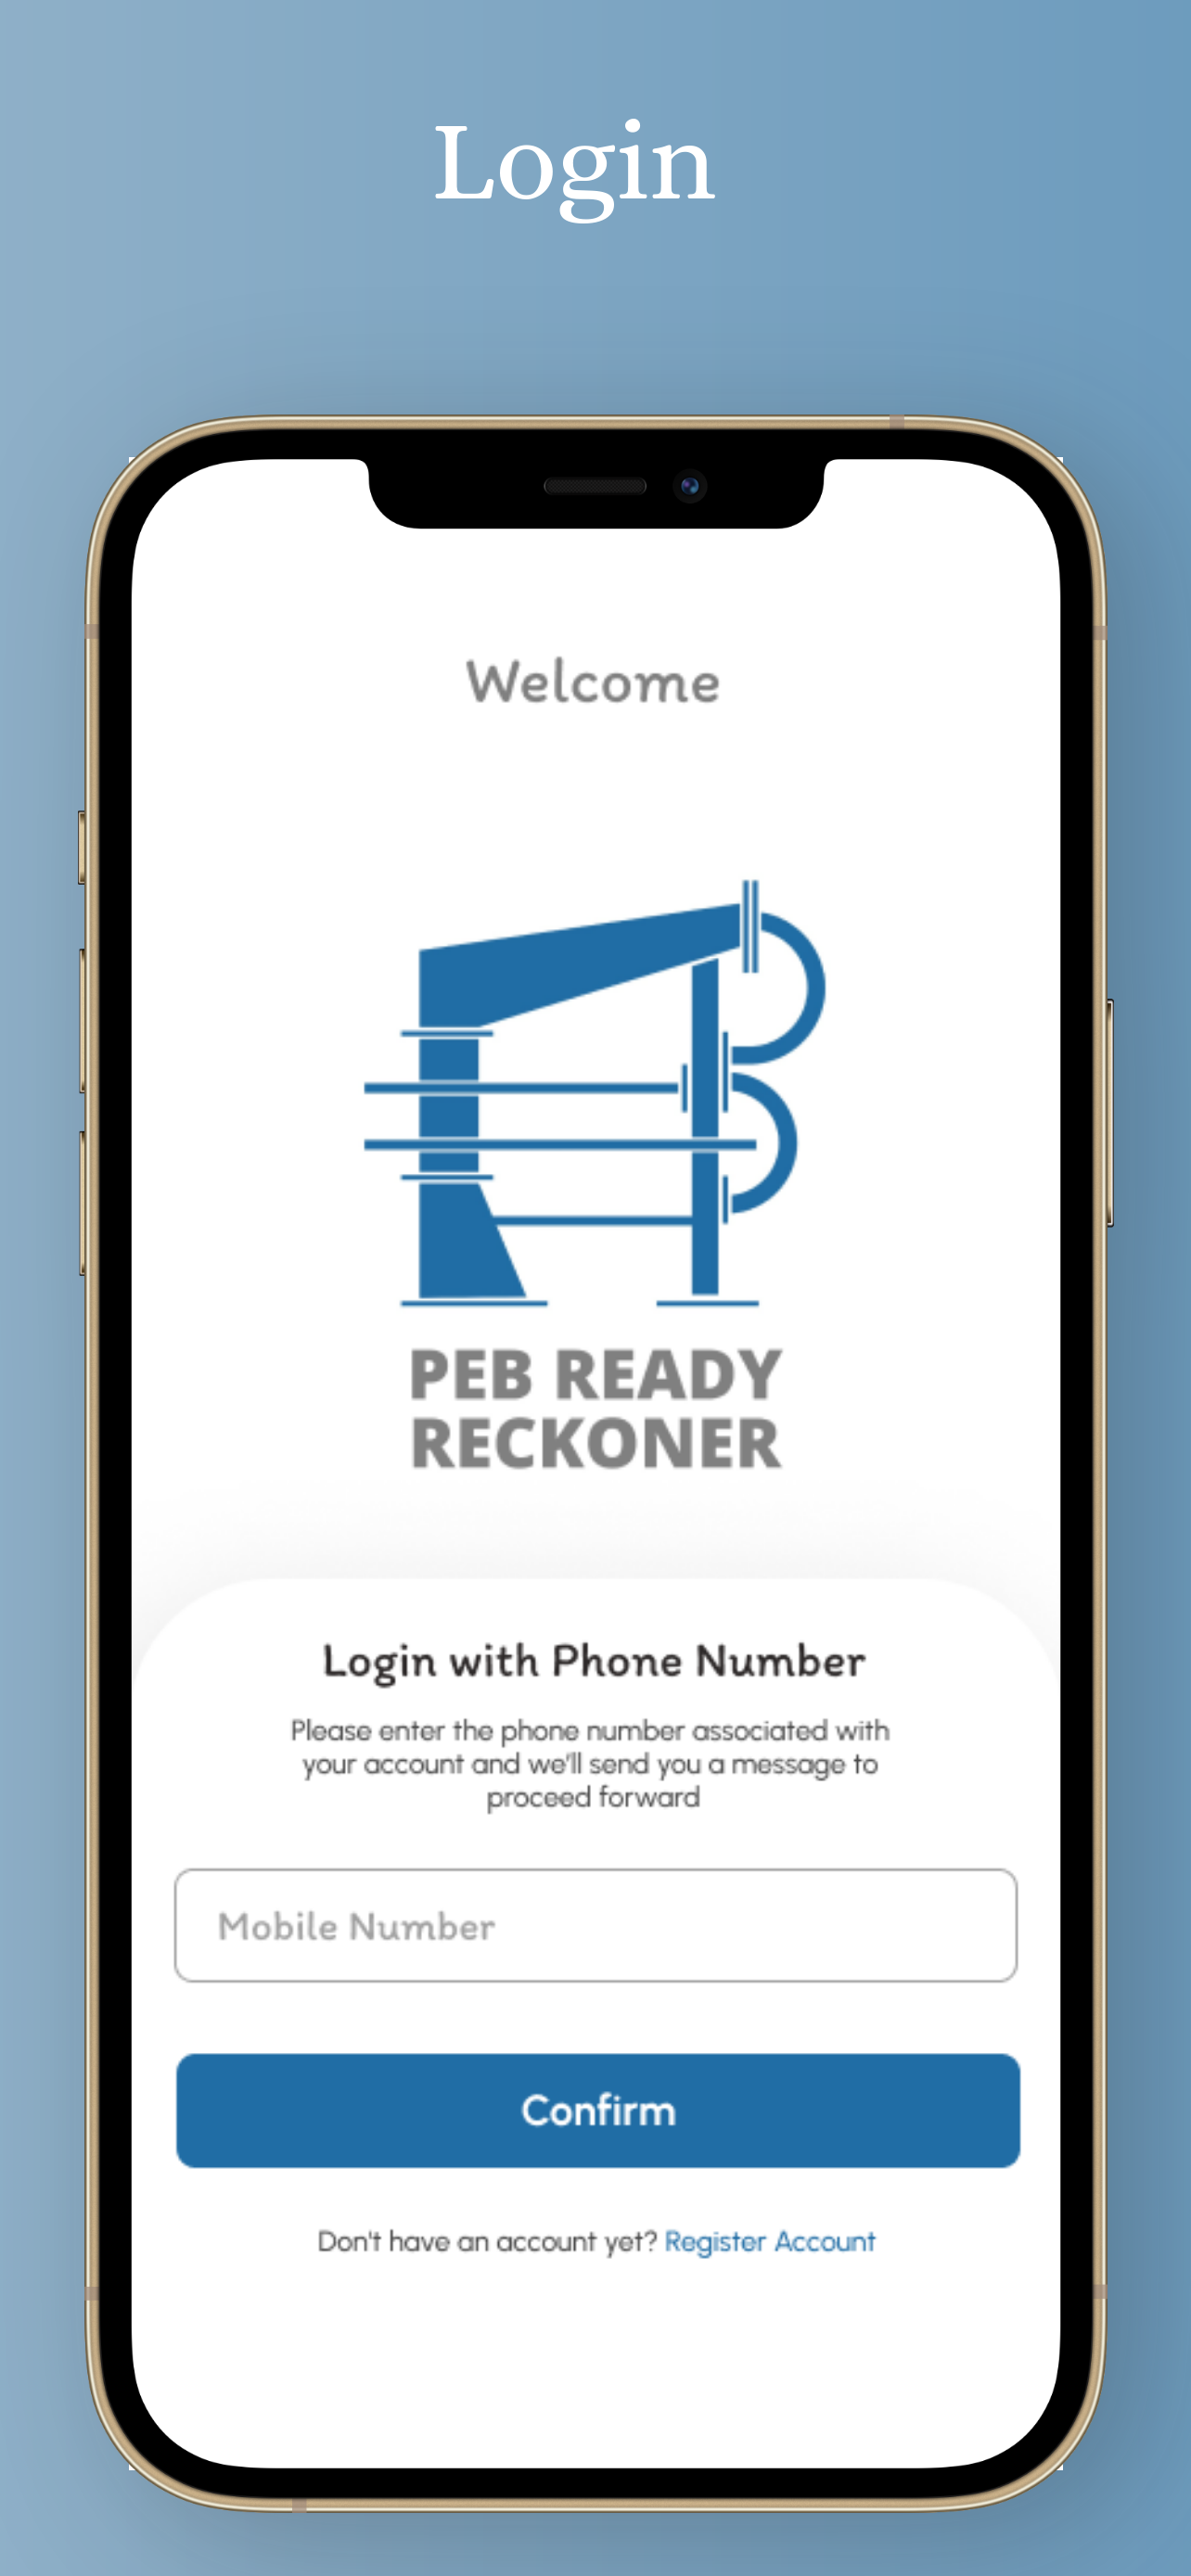 Login
Welcome
PEB READY
RECKONER
Login with Phone Number
Please enter the phone number associated with
your account and we'll send you a message to
proceed forward
Mobile Number
Confirm
Don't have an account yet? Register Account